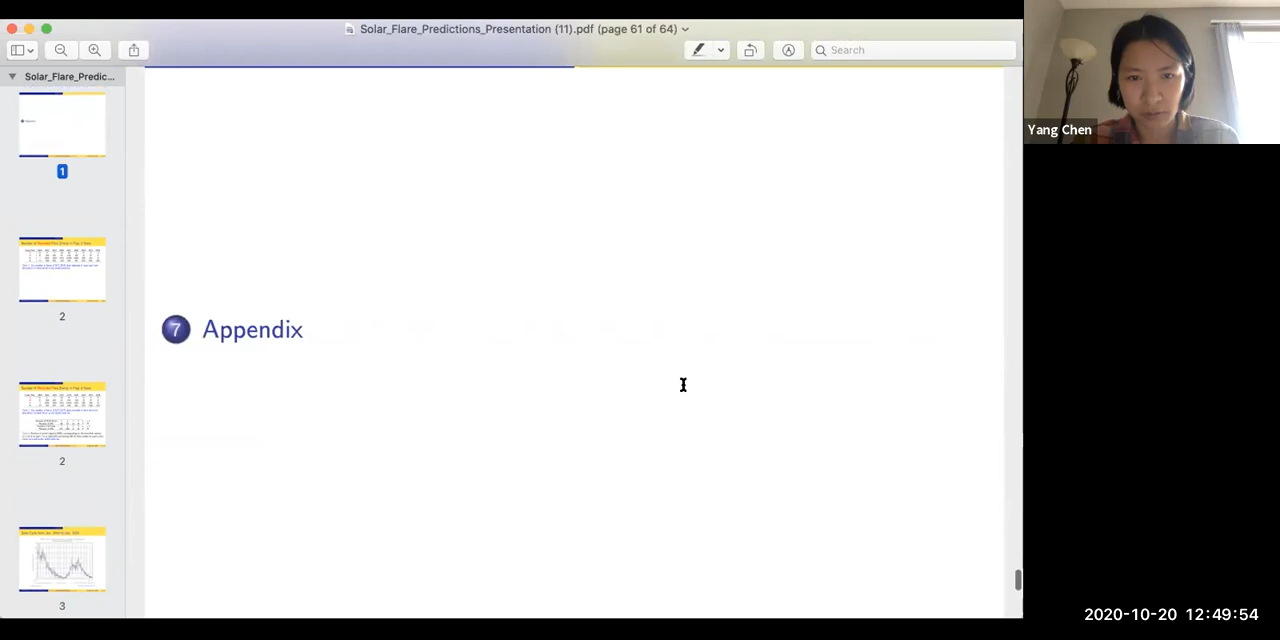 Solar_Flare_Predictions_Presentation (11).pdf (page 61 of 64)
Search
Solar_Flare_Predic...
1
2
2
3
7 Appendix
Yang Chen
2020-10-20 12:49:54